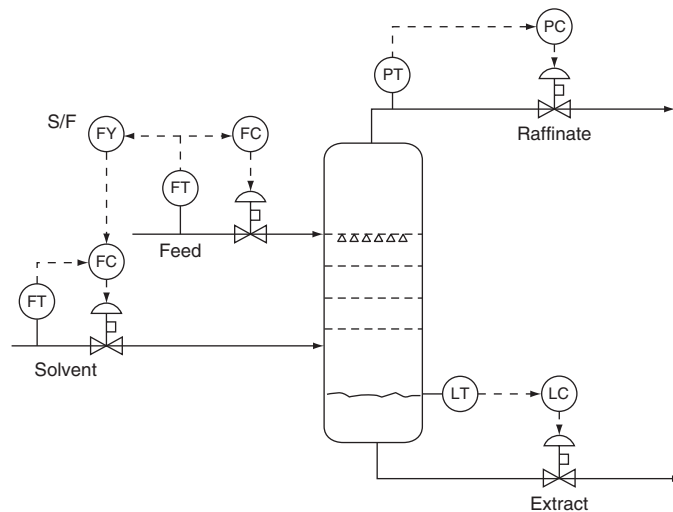 PC
PT
Raffinate
S/F
FY
FC
FT
Feed
FC
FT
Solvent
LT
LC
Extract